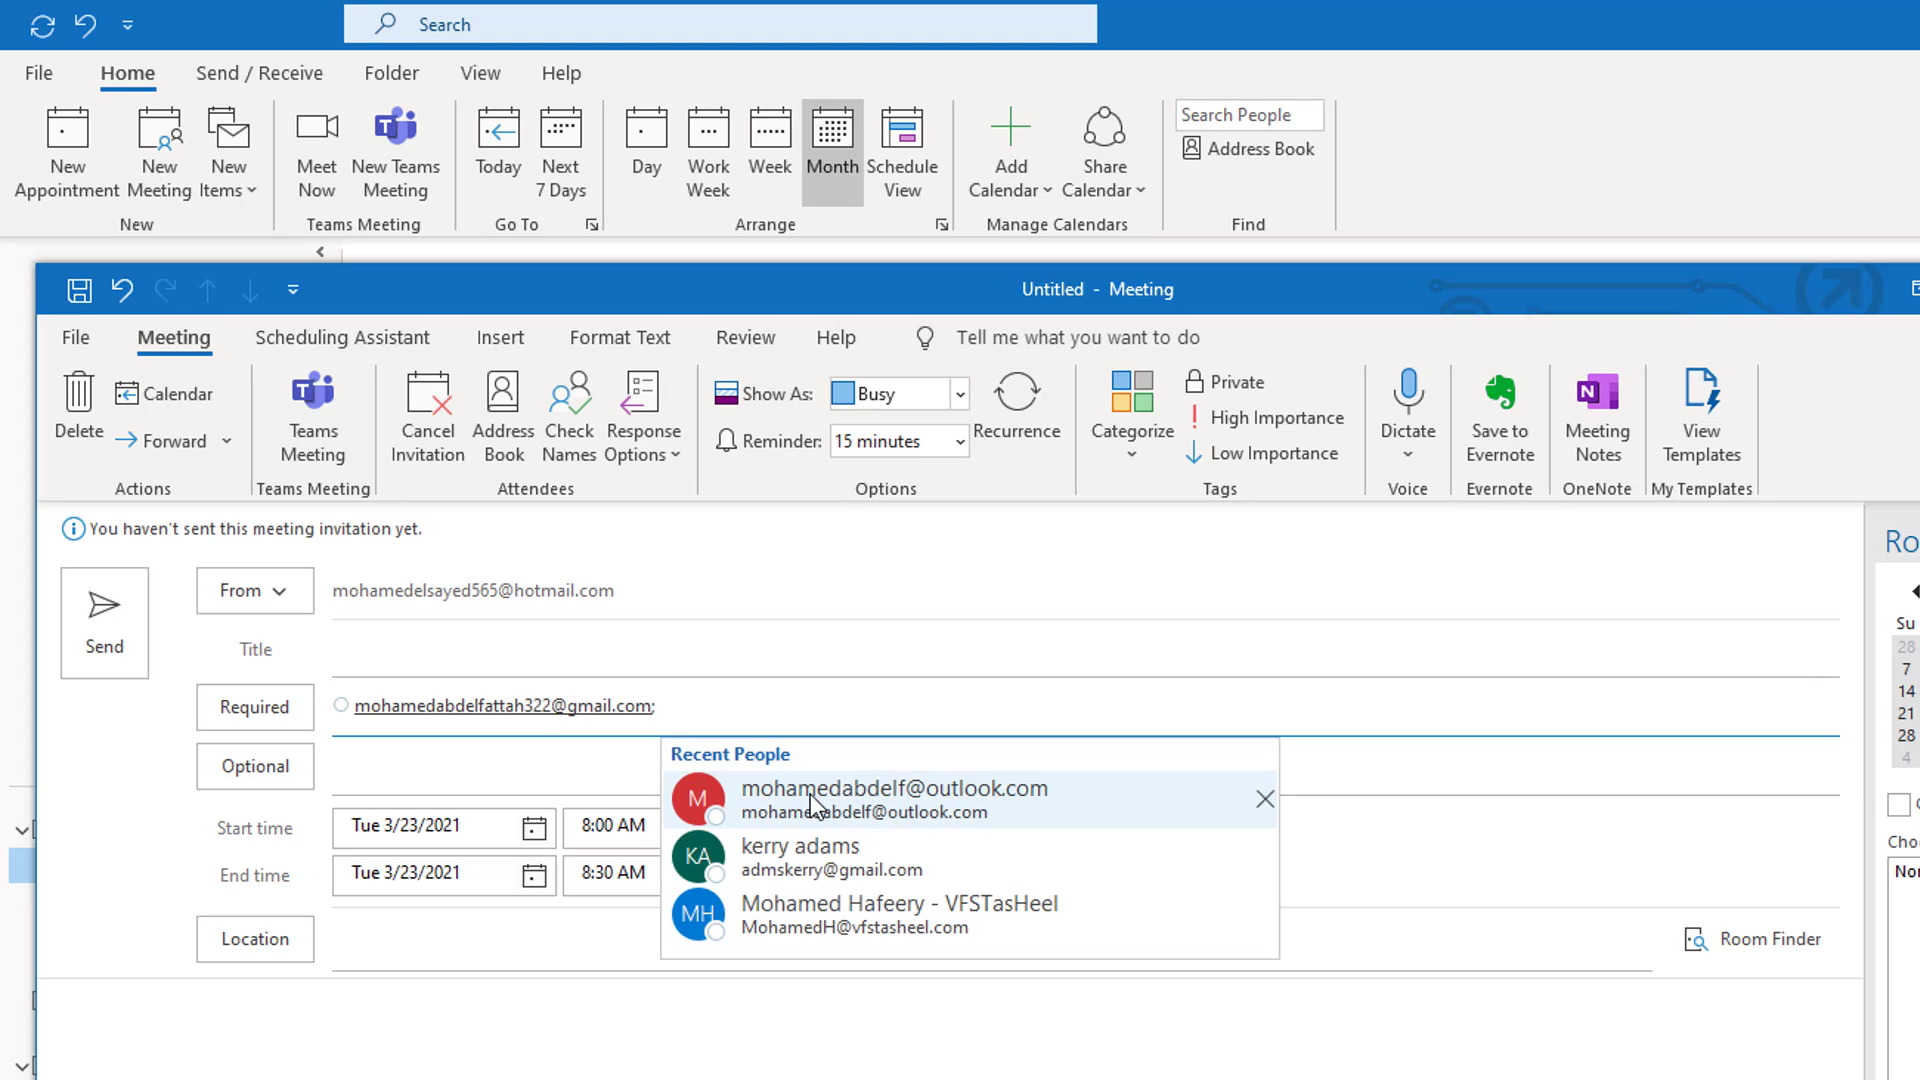 Search
File Home Send / Receive Folder View Help
New Appointment
New Meeting
New Items
Meet Now
New Teams Meeting
Today
Next 7 Days
Day
Work Week
Week
Month
Schedule View
Add Calendar
Share Calendar
Search People
Address Book
New
Teams Meeting
Go To
Arrange
Manage Calendars
Find
Untitled - Meeting
File Meeting Scheduling Assistant Insert Format Text Review Help Tell me what you want to do
Delete
Calendar
Forward
Teams Meeting
Cancel Invitation
Address Book
Check Names
Response Options
Show As: Busy
Reminder: 15 minutes
Recurrence
Categorize
Private
High Importance
Low Importance
Dictate
Save to Evernote
Meeting Notes
View Templates
Actions
Teams Meeting
Attendees
Options
Tags
Voice
Evernote
OneNote
My Templates
You haven't sent this meeting invitation yet.
Send
From mohamedelsayed565@hotmail.com
Title
Required mohamedabdelfattah322@gmail.com;
Optional
Start time Tue 3/23/2021 8:00 AM
End time Tue 3/23/2021 8:30 AM
Location
Recent People
M
mohamedabdelf@outlook.com
mohamedabdelf@outlook.com
KA
kerry adams
admskerry@gmail.com
MH
Mohamed Hafeery - VFSTasHeel
MohamedH@vfstasheel.com
Room Finder
Ro
Su
28
7
14
21
28
4